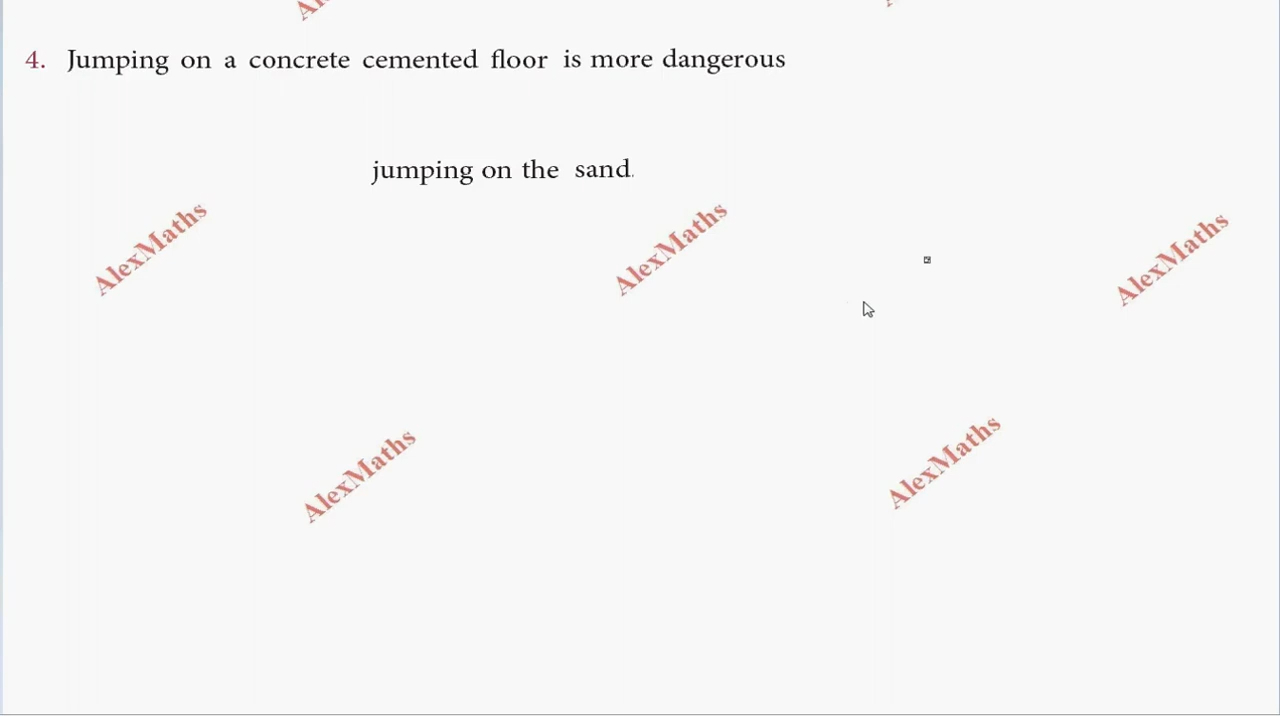 4. Jumping on a concrete cemented floor is more dangerous
jumping on the sand.
AlexMaths
AlexMaths
AlexMaths
AlexMaths
AlexMaths